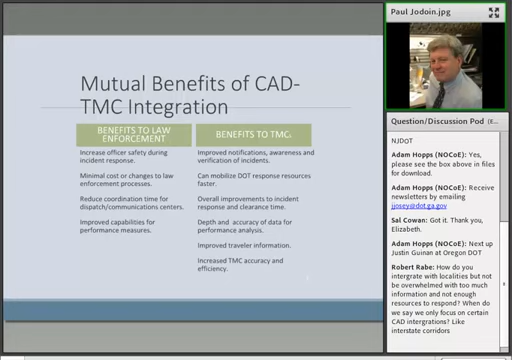 Paul Jodoin.jpg
Mutual Benefits of CAD-
TMC Integration
BENEFITS TO LAW
ENFORCEMENT
Increase officer safety during
incident response.
Minimal cost or changes to law
enforcement processes.
Reduce coordination time for
dispatch/communications centers.
Improved capabilities for
performance measures.
BENEFITS TO TMCs
Improved notifications, awareness and
verification of incidents.
Can mobilize DOT response resources
faster.
Overall improvements to incident
response and clearance time.
Depth and accuracy of data for
performance analysis.
Improved traveler information.
Increased TMC accuracy and
efficiency.
Question/Discussion Pod (E...
NJDOT
Adam Hopps (NOCoE): Yes,
please see the box above in files
for download.
Adam Hopps (NOCoE): Receive
newsletters by emailing
jjosey@dot.ga.gov
Sal Cowan: Got it. Thank you,
Elizabeth.
Adam Hopps (NOCoE): Next up
Justin Guinan at Oregon DOT
Robert Rabe: How do you
intergrate with localities but not
be overwhelmed with too much
information and not enough
resources to respond? When do
we say we only focus on certain
CAD intergrations? Like
interstate corridors